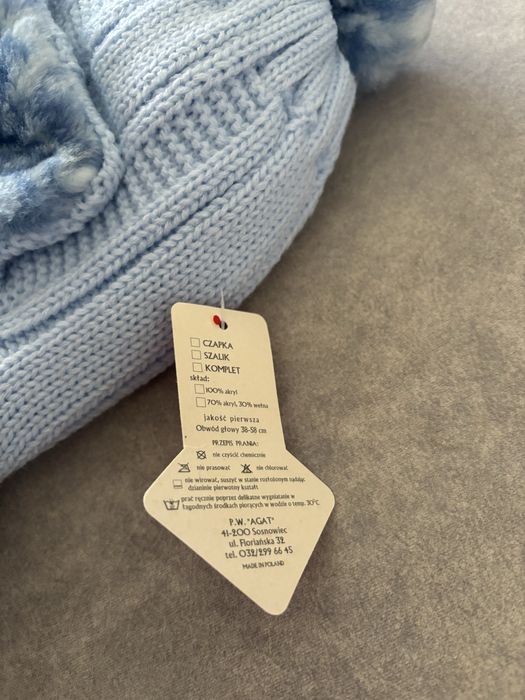 CZAPKA
SZALIK
KOMPLET
skład:
100% akryl
70% akryl, 30% wełna
jakość pierwsza
Obwód głowy 38-58 cm
PRZEPIS PRANIA:
nie czyścić chemicznie
nie prasować nie chlorować
nie wirować, suszyć w stanie rozłożonym nadając
dzianinie pierwotny kształt
prać ręcznie poprzez delikatne wygniatanie w
łagodnych środkach piorących w wodzie o temp. 30°C
P.W. "AGAT"
41-200 Sosnowiec
ul. Floriańska 32
tel. 032/299 66 45
MADE IN POLAND